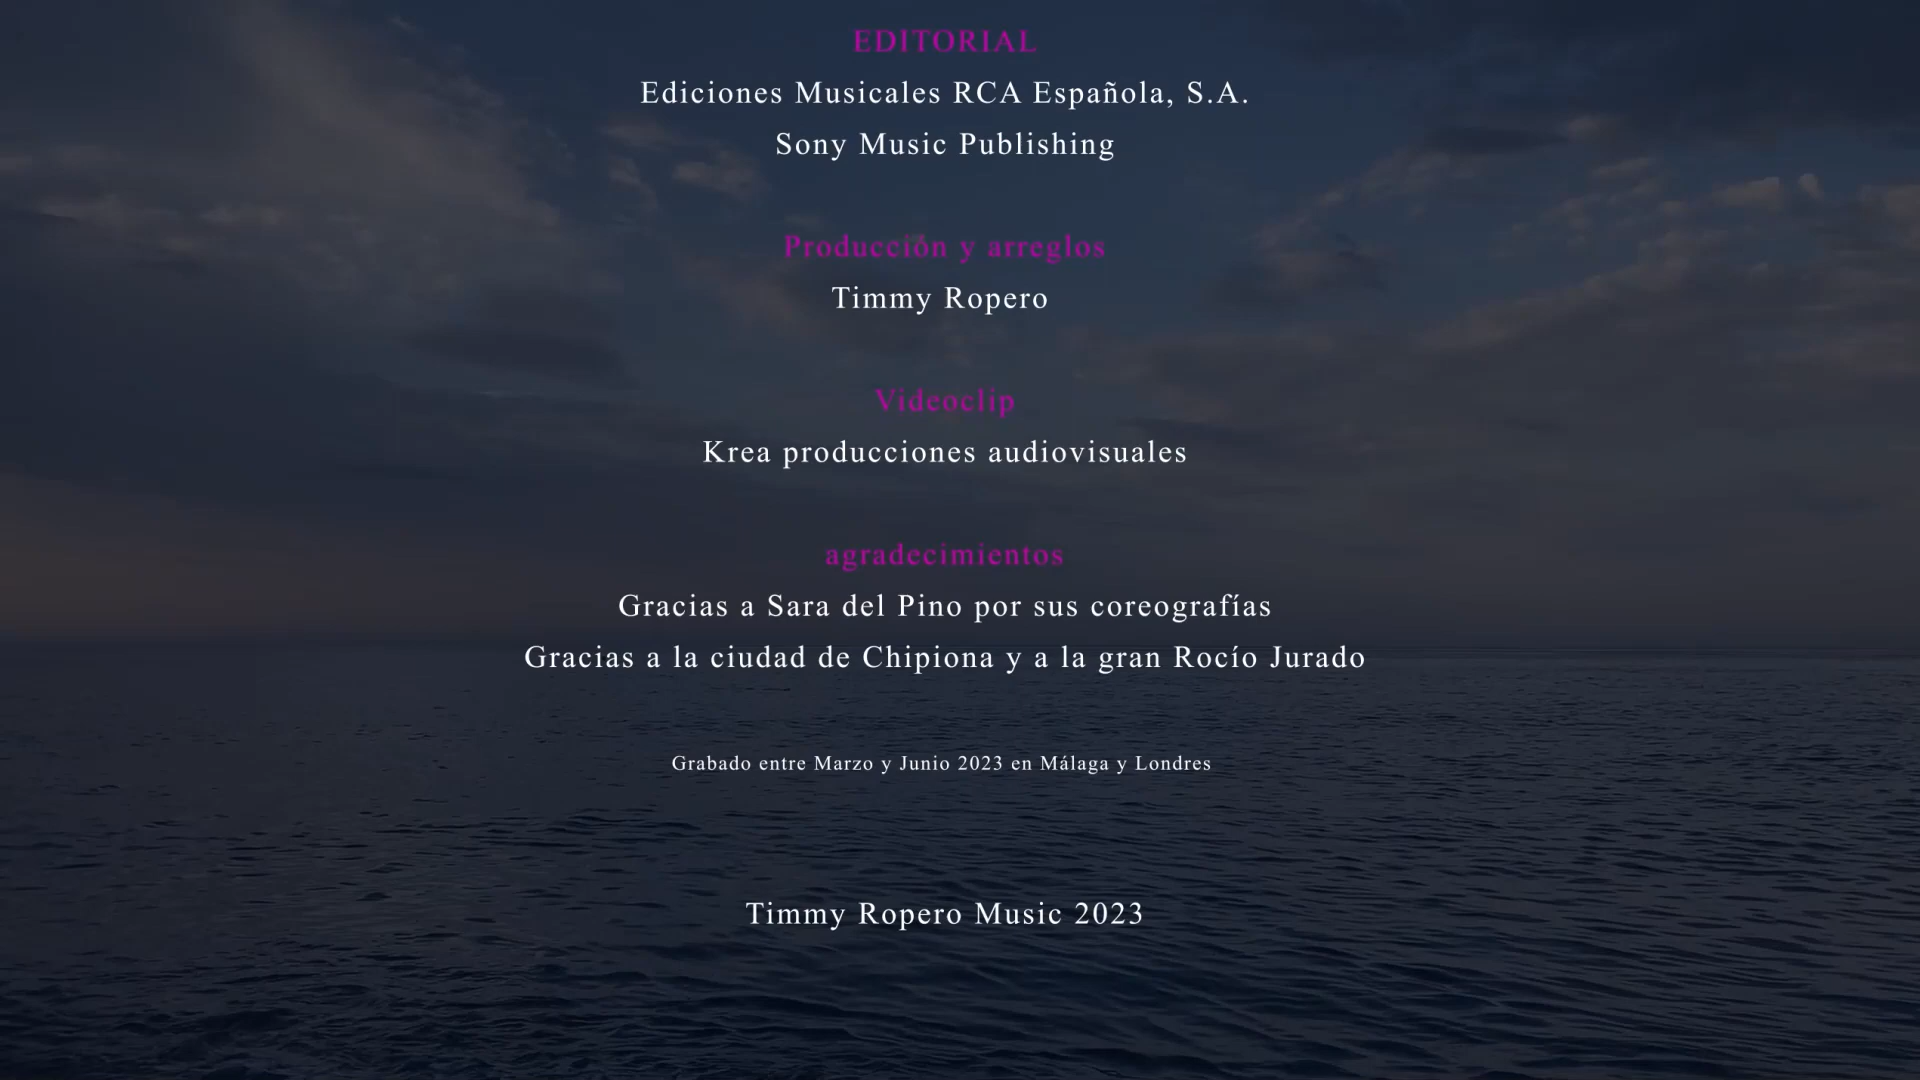 EDITORIAL
Ediciones Musicales RCA Española, S.A.
Sony Music Publishing
Producción y arreglos
Timmy Ropero
Videoclip
Krea producciones audiovisuales
agradecimientos
Gracias a Sara del Pino por sus coreografías
Gracias a la ciudad de Chipiona y a la gran Rocío Jurado
Grabado entre Marzo y Junio 2023 en Málaga y Londres
Timmy Ropero Music 2023